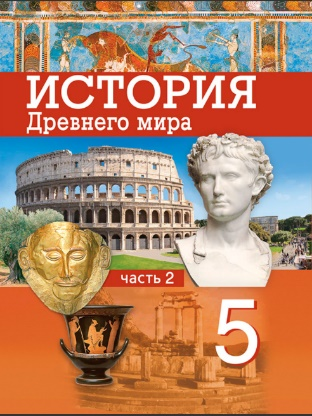 ИСТОРИЯ
Древнего мира
часть 2
5